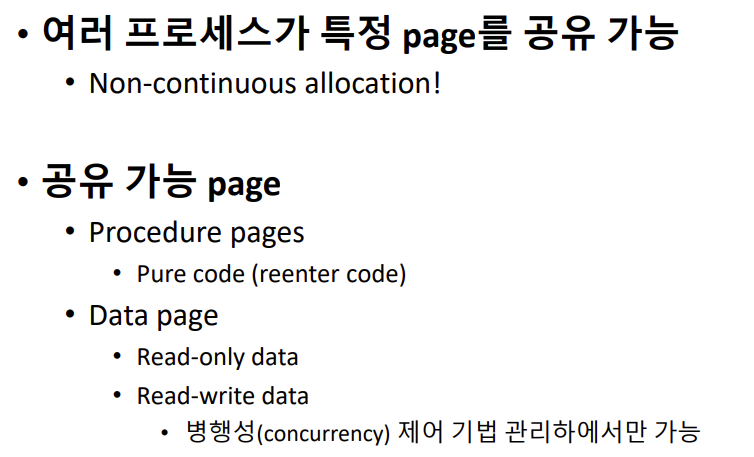 • 여러 프로세스가 특정 page를 공유 가능
• Non-continuous allocation!
• 공유 가능 page
• Procedure pages
• Pure code (reenter code)
• Data page
• Read-only data
• Read-write data
• 병행성(concurrency) 제어 기법 관리하에서만 가능